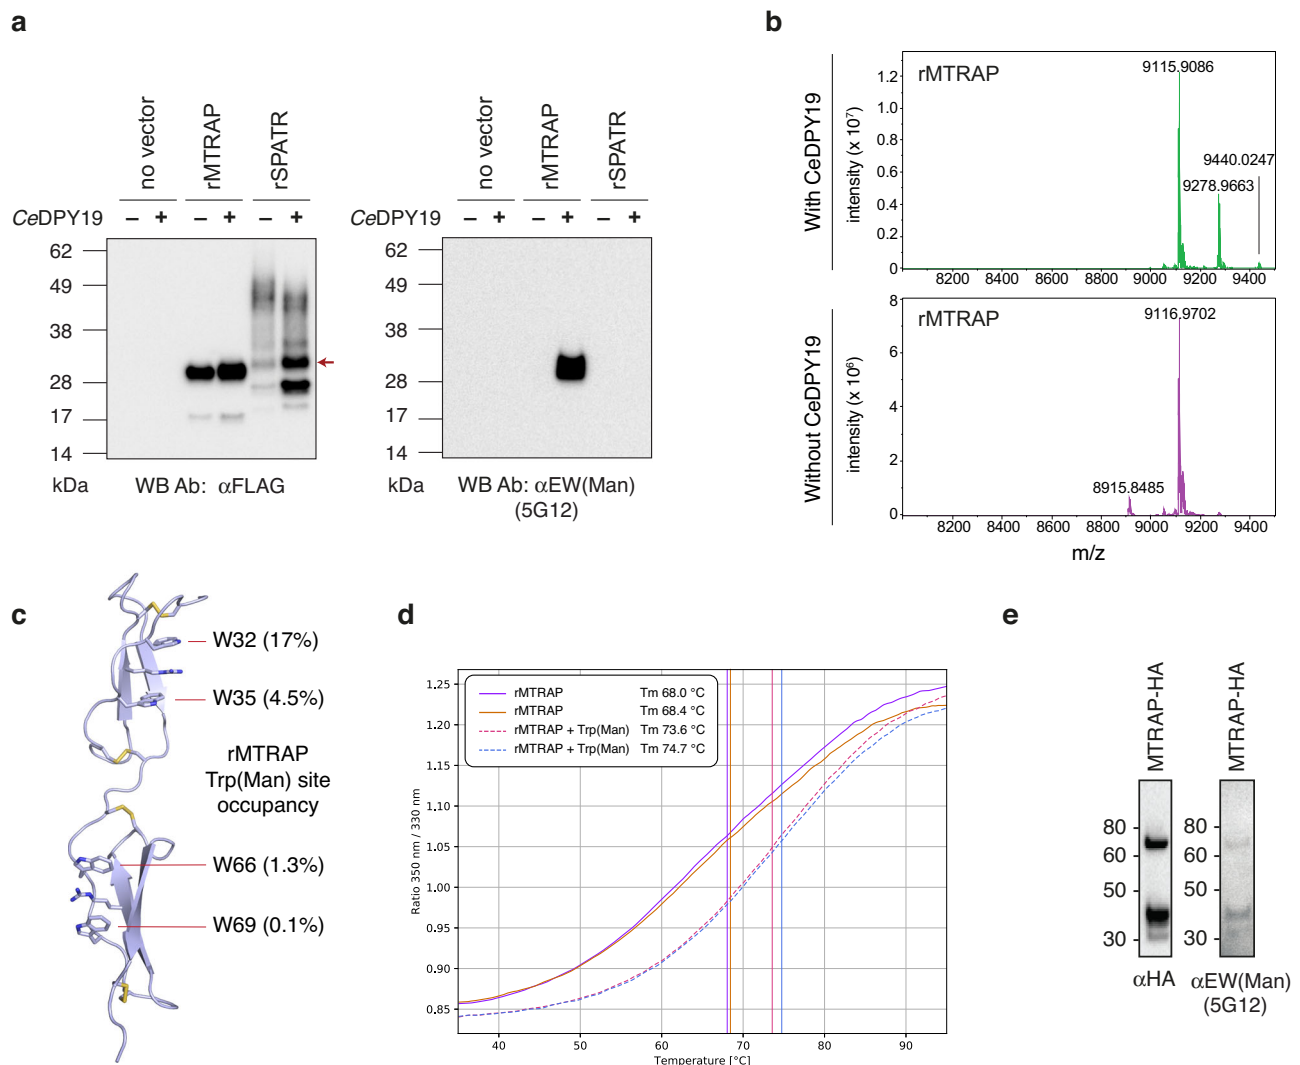 a
no vector
rMTRAP
rSPATR
CeDPY19 – + – + – +
62
49
38
28
17
14
kDa
WB Ab: αFLAG
no vector
rMTRAP
rSPATR
CeDPY19 – + – + – +
62
49
38
28
17
14
kDa
WB Ab: αEW(Man)
(5G12)
b
With CeDPY19
intensity (x 10⁷)
rMTRAP
9115.9086
9440.0247
9278.9663
1.2
1.0
0.8
0.6
0.4
0.2
0
8200 8400 8600 8800 9000 9200 9400
Without CeDPY19
intensity (x 10⁶)
rMTRAP
9116.9702
8915.8485
8
6
4
2
0
8200 8400 8600 8800 9000 9200 9400
m/z
c
W32 (17%)
W35 (4.5%)
rMTRAP
Trp(Man) site
occupancy
W66 (1.3%)
W69 (0.1%)
d
rMTRAP Tm 68.0 °C
rMTRAP Tm 68.4 °C
rMTRAP + Trp(Man) Tm 73.6 °C
rMTRAP + Trp(Man) Tm 74.7 °C
Ratio 350 nm / 330 nm
1.25
1.20
1.15
1.10
1.05
1.00
0.95
0.90
0.85
40 50 60 70 80 90
Temperature [°C]
e
MTRAP-HA
80
60
50
30
αHA
MTRAP-HA
80
60
50
30
αEW(Man)
(5G12)